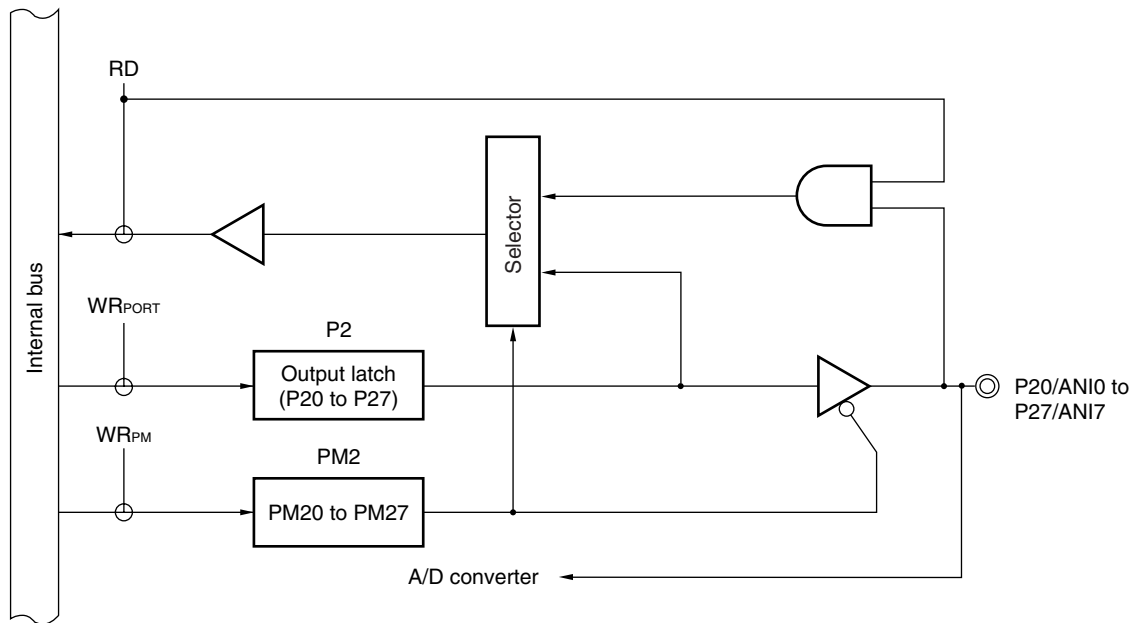 RD
Internal bus
Selector
WRPORT
P2
Output latch
(P20 to P27)
P20/ANI0 to
P27/ANI7
WRPM
PM2
PM20 to PM27
A/D converter